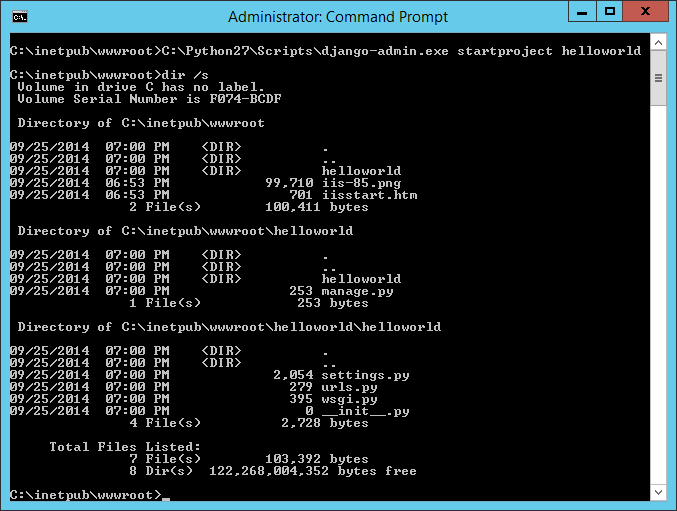 Administrator: Command Prompt
C:\inetpub\wwwroot>C:\Python27\Scripts\django-admin.exe startproject helloworld
C:\inetpub\wwwroot>dir /s
 Volume in drive C has no label.
 Volume Serial Number is F074-BCDF
 Directory of C:\inetpub\wwwroot
09/25/2014  07:00 PM    <DIR>          .
09/25/2014  07:00 PM    <DIR>          ..
09/25/2014  07:00 PM    <DIR>          helloworld
09/25/2014  06:53 PM            99,710 iis-85.png
09/25/2014  06:53 PM               701 iisstart.htm
               2 File(s)        100,411 bytes
 Directory of C:\inetpub\wwwroot\helloworld
09/25/2014  07:00 PM    <DIR>          .
09/25/2014  07:00 PM    <DIR>          ..
09/25/2014  07:00 PM    <DIR>          helloworld
09/25/2014  07:00 PM               253 manage.py
               1 File(s)            253 bytes
 Directory of C:\inetpub\wwwroot\helloworld\helloworld
09/25/2014  07:00 PM    <DIR>          .
09/25/2014  07:00 PM    <DIR>          ..
09/25/2014  07:00 PM             2,054 settings.py
09/25/2014  07:00 PM               279 urls.py
09/25/2014  07:00 PM               395 wsgi.py
09/25/2014  07:00 PM                 0 __init__.py
               4 File(s)          2,728 bytes
     Total Files Listed:
               7 File(s)        103,392 bytes
               8 Dir(s)  122,268,004,352 bytes free
C:\inetpub\wwwroot>_